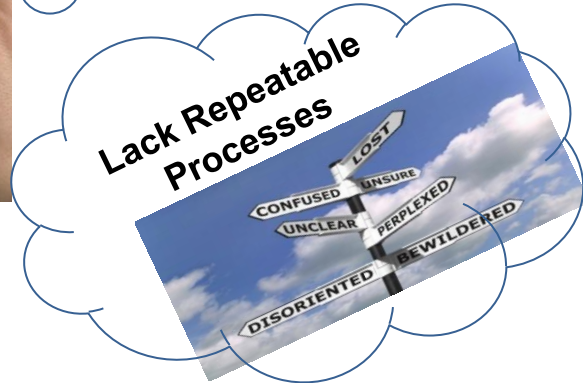 Lack Repeatable
Processes
LOST
CONFUSED
UNSURE
UNCLEAR
PERPLEXED
DISORIENTED
BEWILDERED